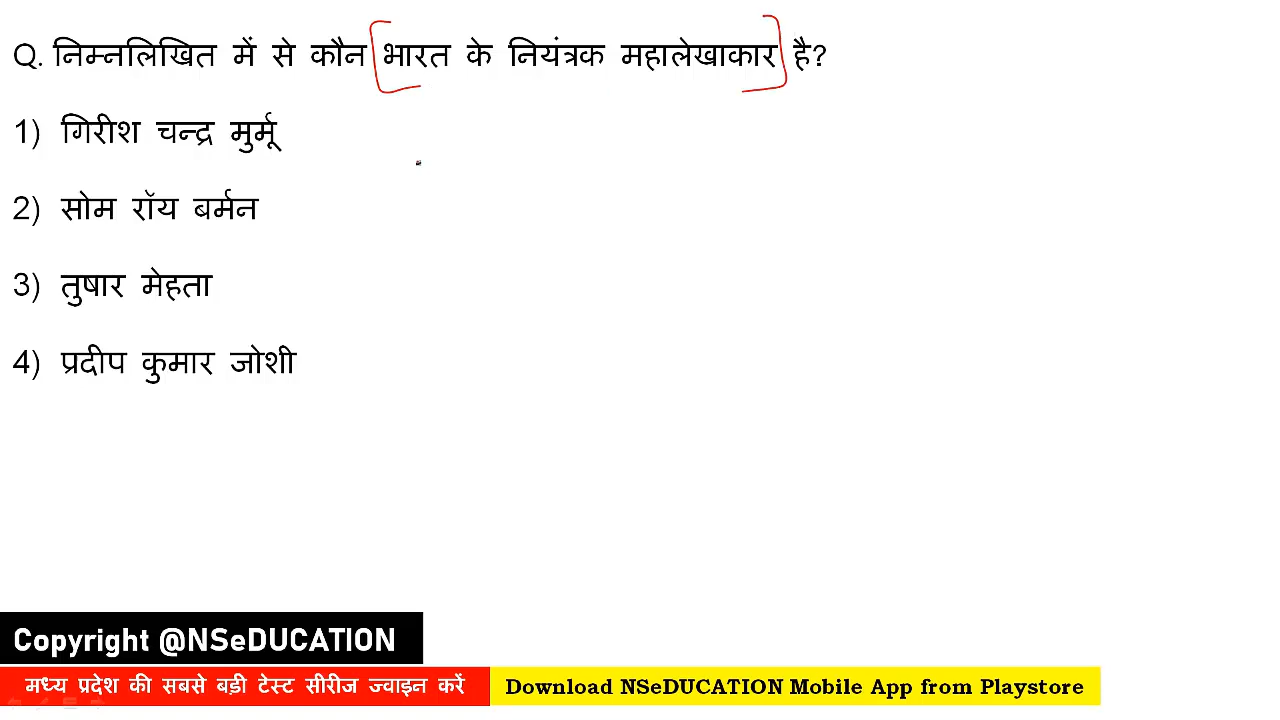 Q. निम्नलिखित में से कौन भारत के नियंत्रक महालेखाकार है?
1) गिरीश चन्द्र मुर्मू
2) सोम रॉय बर्मन
3) तुषार मेहता
4) प्रदीप कुमार जोशी
Copyright @NSeDUCATION
मध्य प्रदेश की सबसे बड़ी टेस्ट सीरीज ज्वाइन करें Download NSeDUCATION Mobile App from Playstore